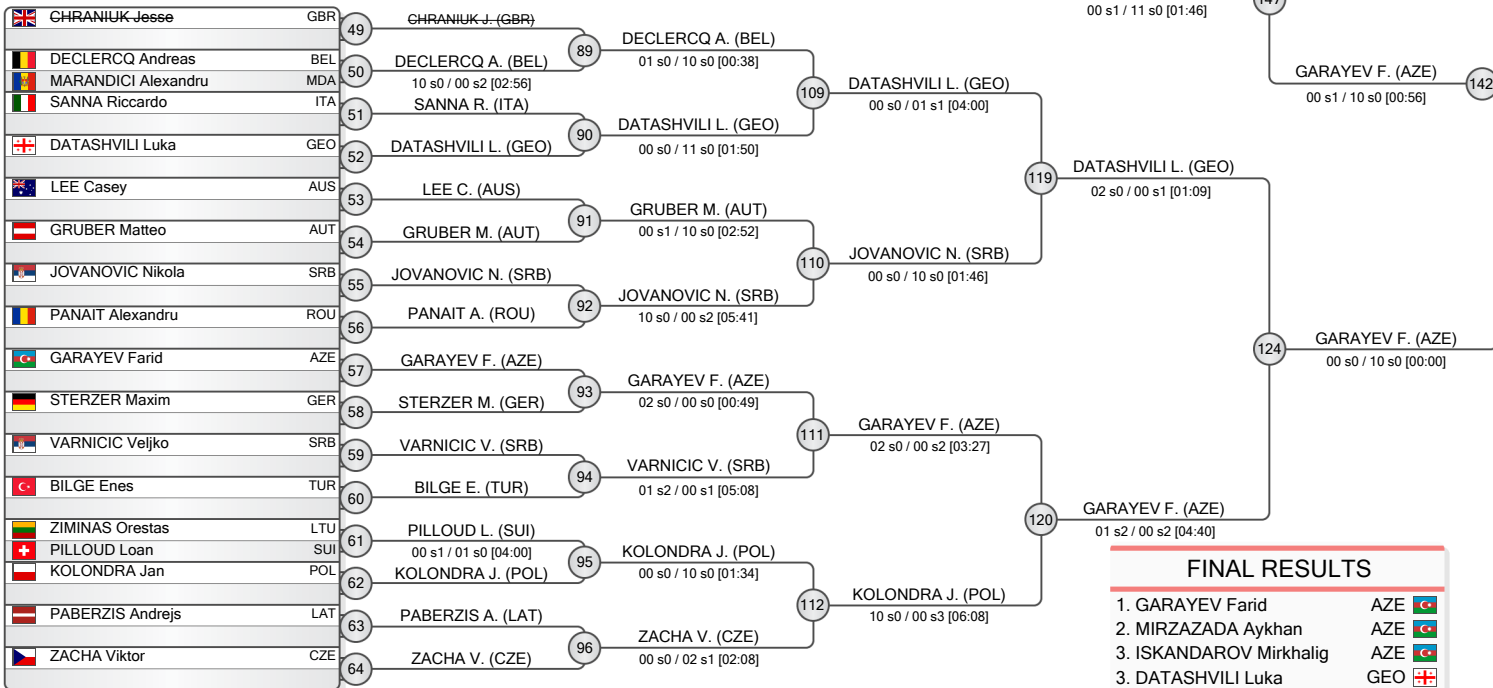 CHRANIUK Jesse GBR
DECLERCQ Andreas BEL
MARANDICI Alexandru MDA
SANNA Riccardo ITA
DATASHVILI Luka GEO
LEE Casey AUS
GRUBER Matteo AUT
JOVANOVIC Nikola SRB
PANAIT Alexandru ROU
GARAYEV Farid AZE
STERZER Maxim GER
VARNICIC Veljko SRB
BILGE Enes TUR
ZIMINAS Orestas LTU
PILLOUD Loan SUI
KOLONDRA Jan POL
PABERZIS Andrejs LAT
ZACHA Viktor CZE
49
50
51
52
53
54
55
56
57
58
59
60
61
62
63
64
CHRANIUK J. (GBR)
DECLERCQ A. (BEL)
10 s0 / 00 s2 [02:56]
SANNA R. (ITA)
DATASHVILI L. (GEO)
LEE C. (AUS)
GRUBER M. (AUT)
JOVANOVIC N. (SRB)
PANAIT A. (ROU)
GARAYEV F. (AZE)
STERZER M. (GER)
VARNICIC V. (SRB)
BILGE E. (TUR)
PILLOUD L. (SUI)
00 s1 / 01 s0 [04:00]
KOLONDRA J. (POL)
PABERZIS A. (LAT)
ZACHA V. (CZE)
89
90
91
92
93
94
95
96
DECLERCQ A. (BEL)
01 s0 / 10 s0 [00:38]
DATASHVILI L. (GEO)
00 s0 / 11 s0 [01:50]
GRUBER M. (AUT)
00 s1 / 10 s0 [02:52]
JOVANOVIC N. (SRB)
10 s0 / 00 s2 [05:41]
GARAYEV F. (AZE)
02 s0 / 00 s0 [00:49]
VARNICIC V. (SRB)
01 s2 / 00 s1 [05:08]
KOLONDRA J. (POL)
00 s0 / 10 s0 [01:34]
ZACHA V. (CZE)
00 s0 / 02 s1 [02:08]
109
110
111
112
DATASHVILI L. (GEO)
00 s0 / 01 s1 [04:00]
JOVANOVIC N. (SRB)
00 s0 / 10 s0 [01:46]
GARAYEV F. (AZE)
02 s0 / 00 s2 [03:27]
KOLONDRA J. (POL)
10 s0 / 00 s3 [06:08]
119
120
DATASHVILI L. (GEO)
02 s0 / 00 s1 [01:09]
GARAYEV F. (AZE)
01 s2 / 00 s2 [04:40]
124
GARAYEV F. (AZE)
00 s0 / 10 s0 [00:00]
00 s1 / 11 s0 [01:46]
GARAYEV F. (AZE)
00 s1 / 10 s0 [00:56]
142
FINAL RESULTS
1. GARAYEV Farid AZE
2. MIRZAZADA Aykhan AZE
3. ISKANDAROV Mirkhalig AZE
3. DATASHVILI Luka GEO